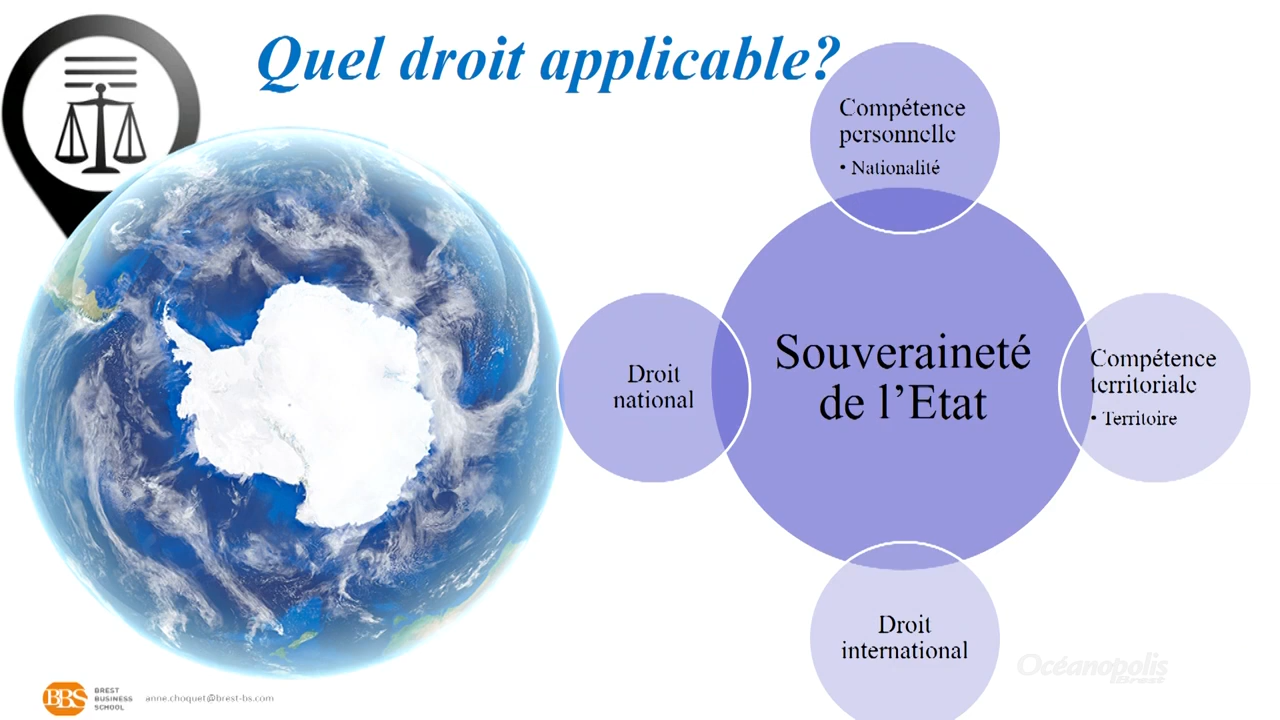 Quel droit applicable?
Compétence
personnelle
• Nationalité
Droit
national
Souveraineté
de l’Etat
Compétence
territoriale
• Territoire
Droit
international
BBS
BREST
BUSINESS
SCHOOL
anne.choquet@brest-bs.com
Océanopolis
Brest